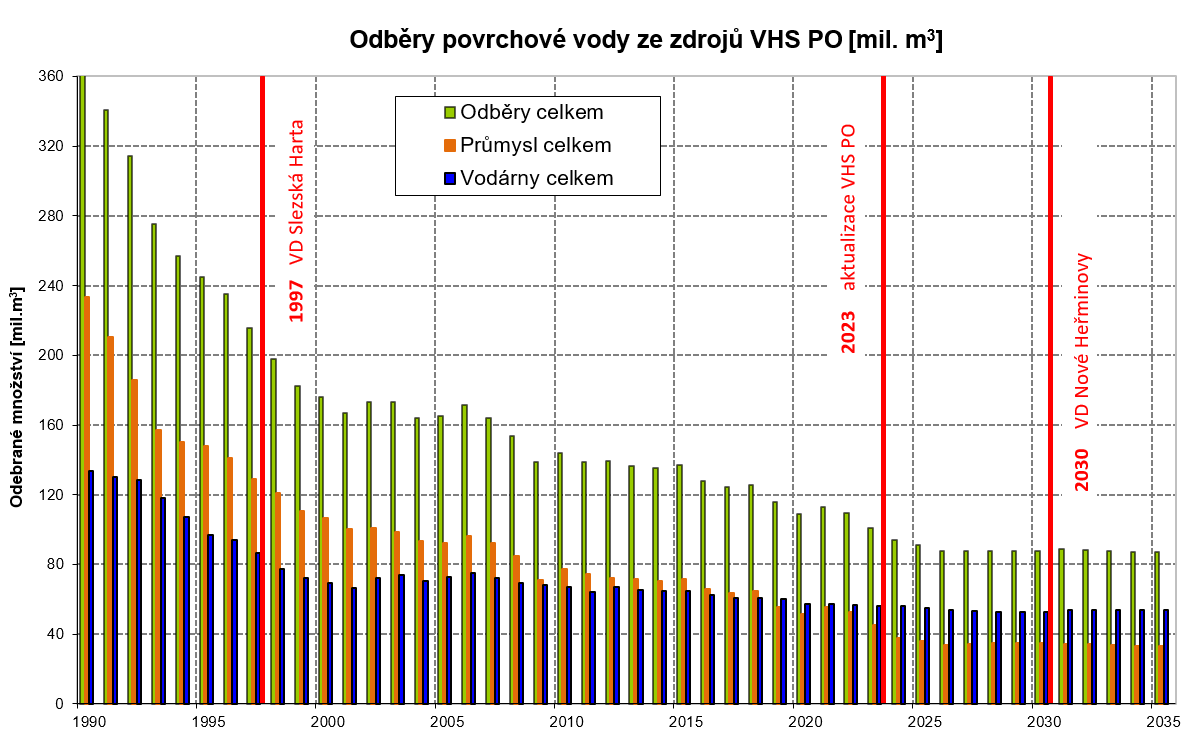 Odběry povrchové vody ze zdrojů VHS PO [mil. m³]
Odebrané množství [mil.m³]
360
320
280
240
200
160
120
80
40
0
Odběry celkem
Průmysl celkem
Vodárny celkem
1997 VD Slezská Harta
2023 aktualizace VHS PO
2030 VD Nové Heřminovy
1990 1995 2000 2005 2010 2015 2020 2025 2030 2035